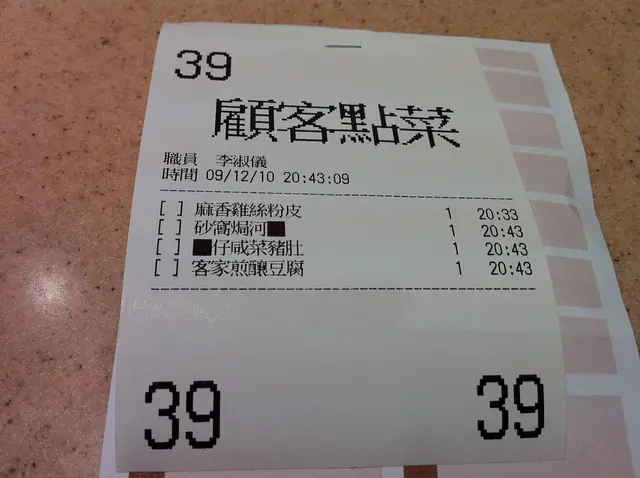 39
顧客點菜
職員 李淑儀
時間 09/12/10 20:43:09
[ ] 麻香雞絲粉皮 1 20:33
[ ] 砂窩焗河■ 1 20:43
[ ] ■仔咸菜豬肚 1 20:43
[ ] 客家煎釀豆腐 1 20:43
39 39